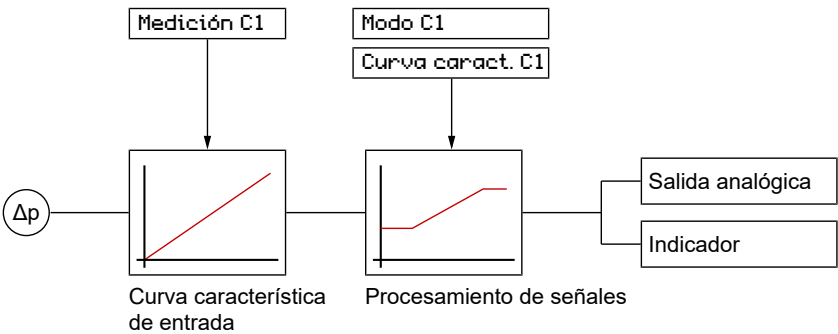 Medición C1
Modo C1
Curva caract. C1
Δp
Salida analógica
Indicador
Curva característica
de entrada
Procesamiento de señales